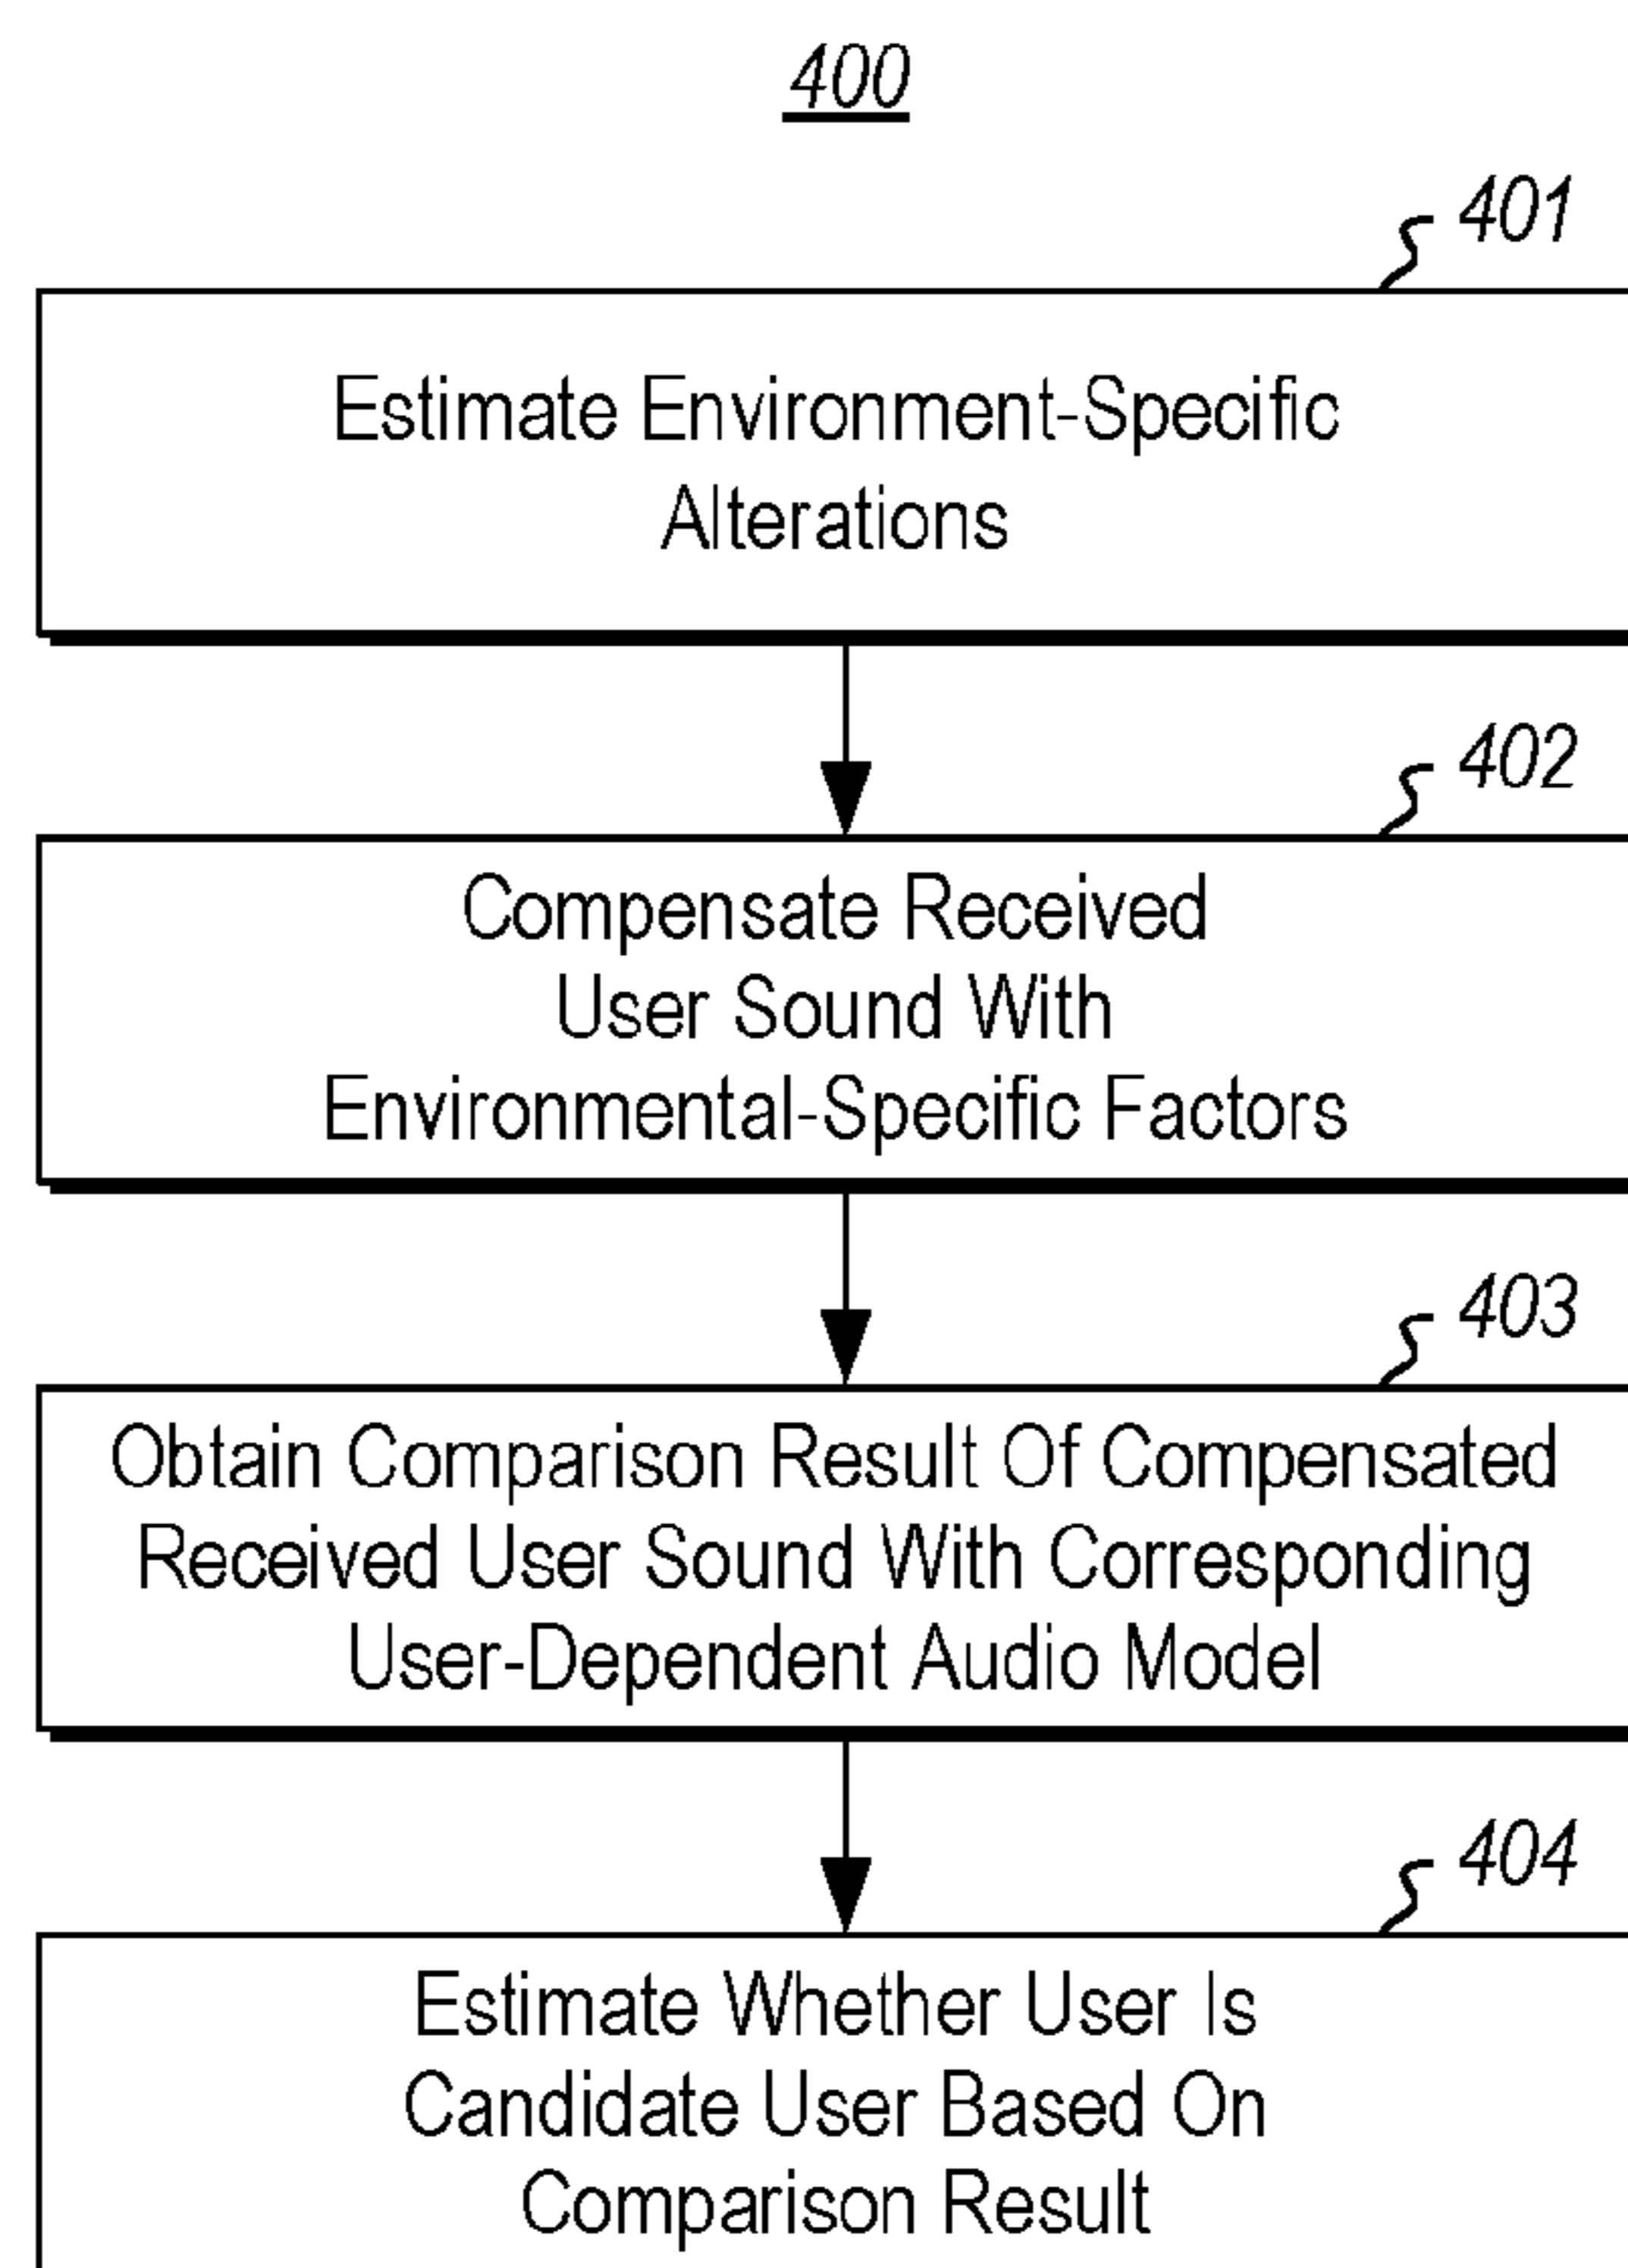 400
401
Estimate Environment-Specific
Alterations
402
Compensate Received
User Sound With
Environmental-Specific Factors
403
Obtain Comparison Result Of Compensated
Received User Sound With Corresponding
User-Dependent Audio Model
404
Estimate Whether User Is
Candidate User Based On
Comparison Result